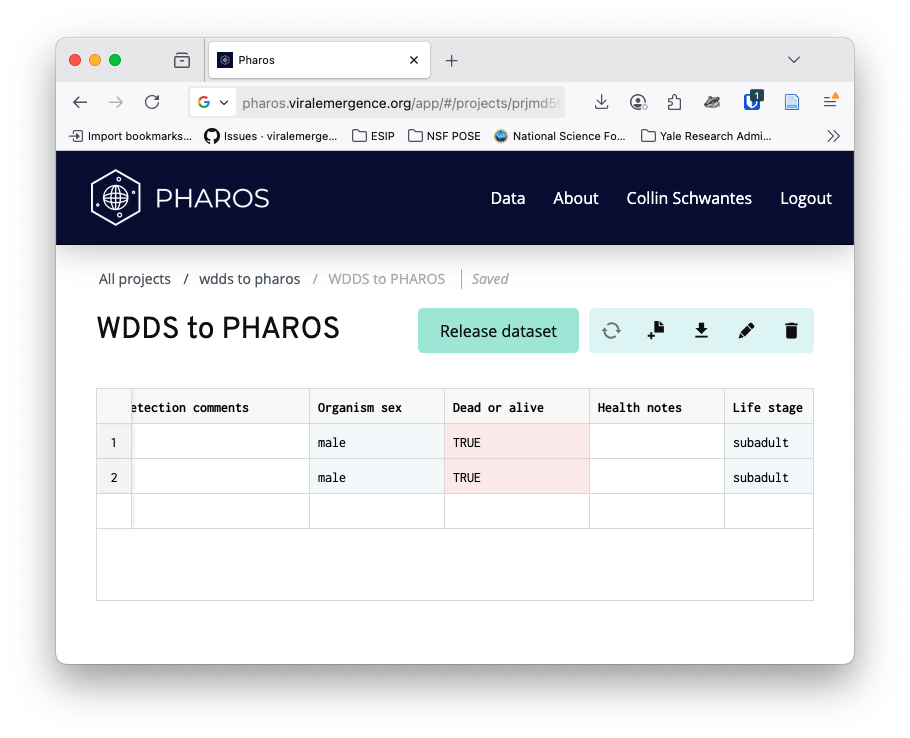 Pharos
pharos.viralemergence.org/app/#/projects/prjmd5
1
Import bookmarks... Issues · viralemerge... ESIP NSF POSE National Science Fo... Yale Research Admi...
PHAROS Data About Collin Schwantes Logout
All projects / wdds to pharos / WDDS to PHAROS Saved
WDDS to PHAROS Release dataset
etection comments Organism sex Dead or alive Health notes Life stage
1 male TRUE subadult
2 male TRUE subadult